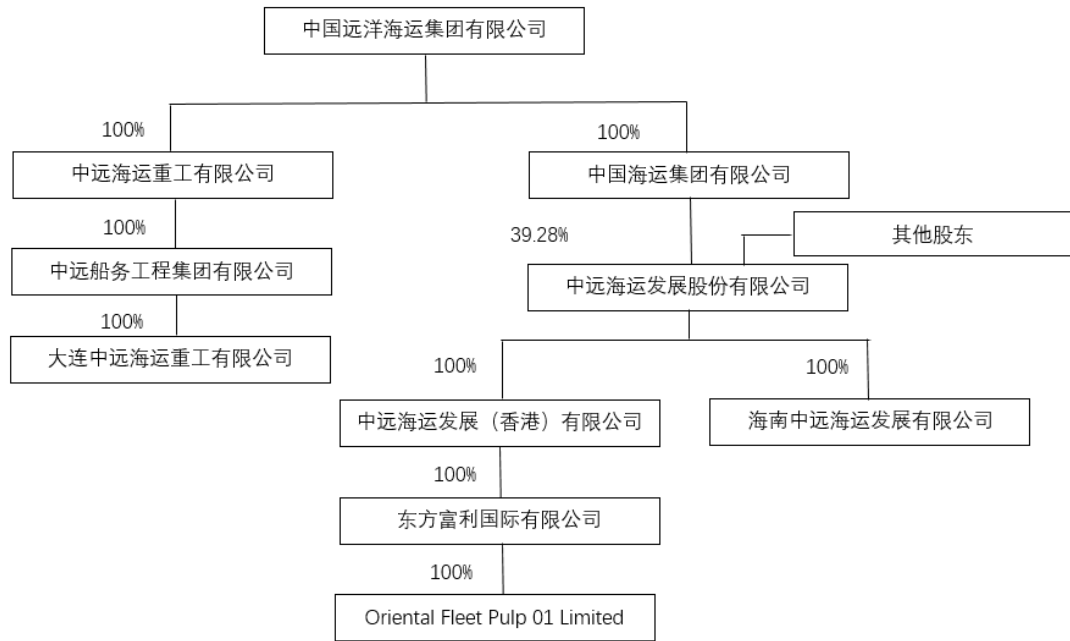 中国远洋海运集团有限公司
100%
100%
中远海运重工有限公司
中国海运集团有限公司
100%
39.28%
其他股东
中远船务工程集团有限公司
中远海运发展股份有限公司
100%
大连中远海运重工有限公司
100%
100%
中远海运发展（香港）有限公司
海南中远海运发展有限公司
100%
东方富利国际有限公司
100%
Oriental Fleet Pulp 01 Limited